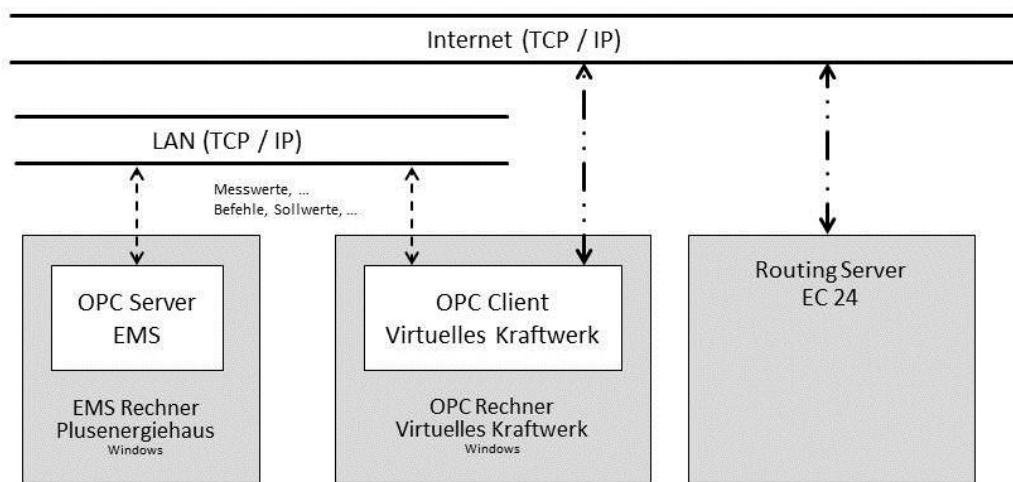 Internet (TCP / IP)
LAN (TCP / IP)
Messwerte, ...
Befehle, Sollwerte, ...
OPC Server
EMS
EMS Rechner
Plusenergiehaus
Windows
OPC Client
Virtuelles Kraftwerk
OPC Rechner
Virtuelles Kraftwerk
Windows
Routing Server
EC 24